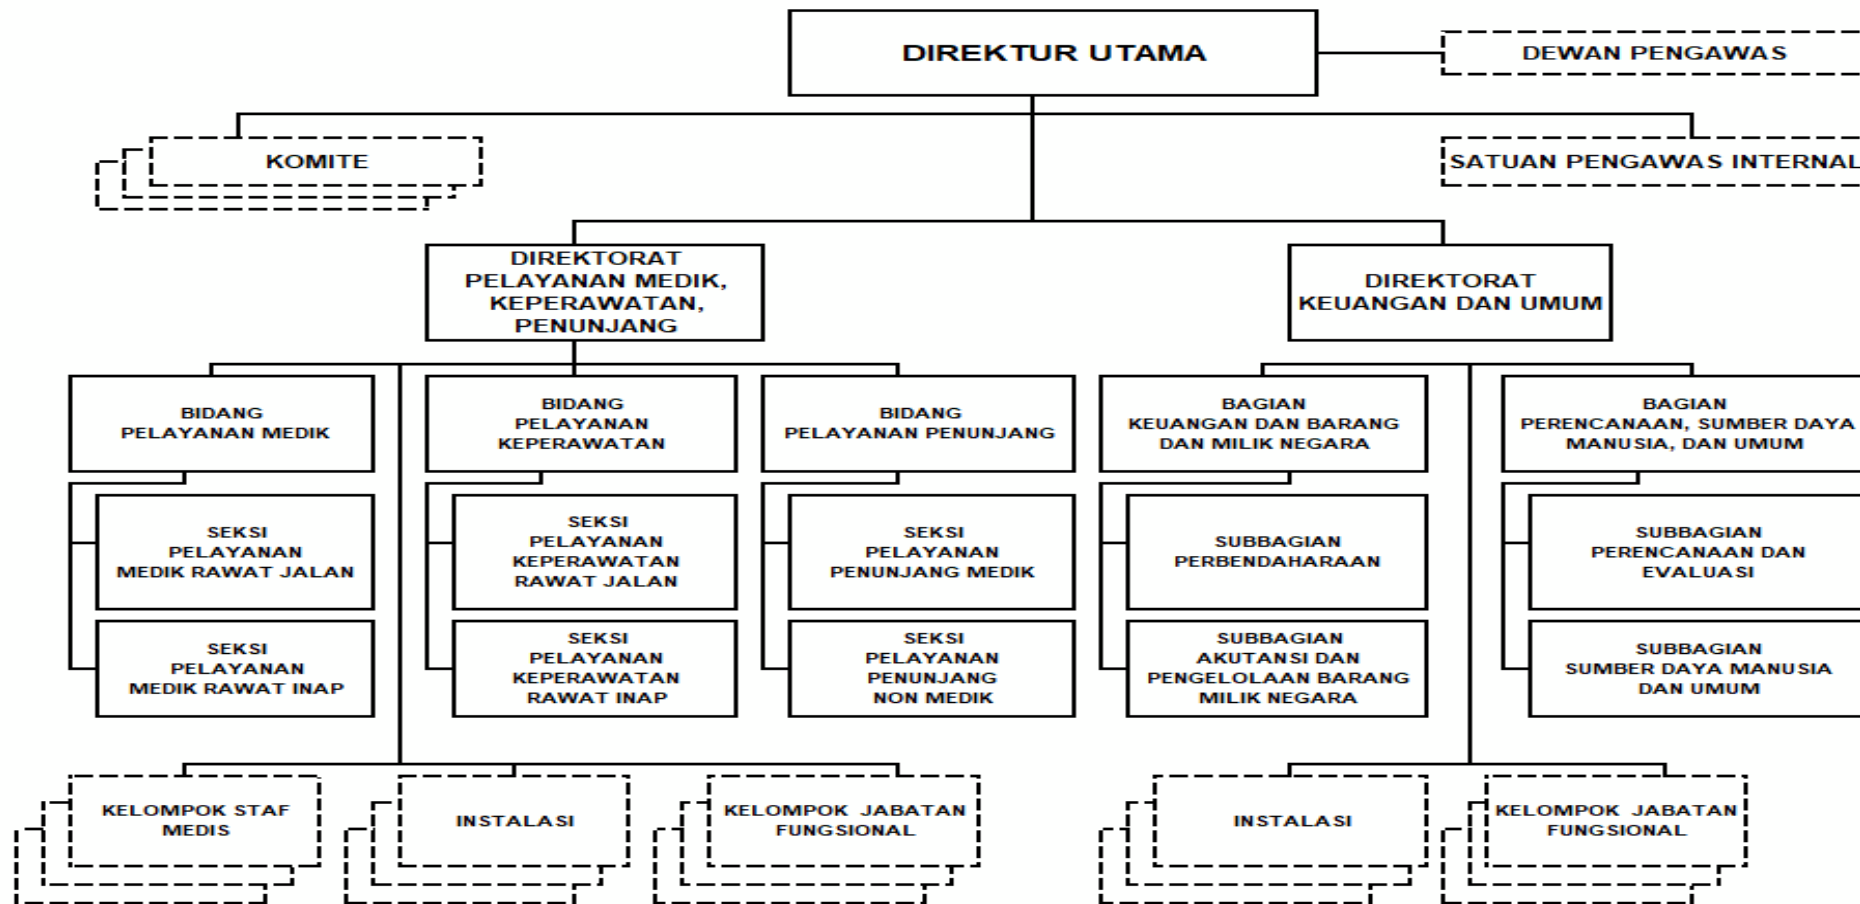 DIREKTUR UTAMA
DEWAN PENGAWAS
KOMITE
SATUAN PENGAWAS INTERNAL
DIREKTORAT
PELAYANAN MEDIK,
KEPERAWATAN,
PENUNJANG
DIREKTORAT
KEUANGAN DAN UMUM
BIDANG
PELAYANAN MEDIK
BIDANG
PELAYANAN
KEPERAWATAN
BIDANG
PELAYANAN PENUNJANG
BAGIAN
KEUANGAN DAN BARANG
DAN MILIK NEGARA
BAGIAN
PERENCANAAN, SUMBER DAYA
MANUSIA, DAN UMUM
SEKSI
PELAYANAN
MEDIK RAWAT JALAN
SEKSI
PELAYANAN
KEPERAWATAN
RAWAT JALAN
SEKSI
PELAYANAN
PENUNJANG MEDIK
SUBBAGIAN
PERBENDAHARAAN
SUBBAGIAN
PERENCANAAN DAN
EVALUASI
SEKSI
PELAYANAN
MEDIK RAWAT INAP
SEKSI
PELAYANAN
KEPERAWATAN
RAWAT INAP
SEKSI
PELAYANAN
PENUNJANG
NON MEDIK
SUBBAGIAN
AKUTANSI DAN
PENGELOLAAN BARANG
MILIK NEGARA
SUBBAGIAN
SUMBER DAYA MANUSIA
DAN UMUM
KELOMPOK STAF
MEDIS
INSTALASI
KELOMPOK JABATAN
FUNGSIONAL
INSTALASI
KELOMPOK JABATAN
FUNGSIONAL